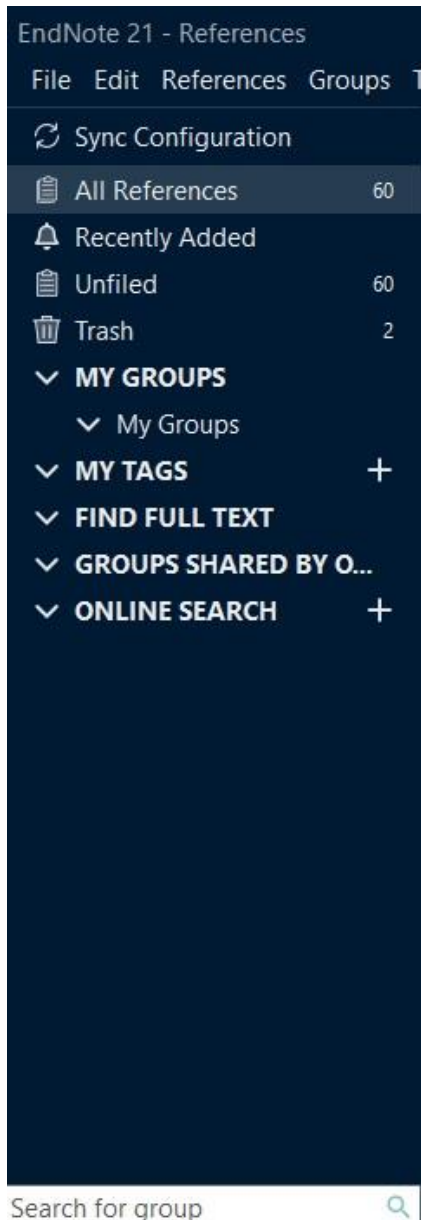 EndNote 21 - References
File Edit References Groups
Sync Configuration
All References 60
Recently Added
Unfiled 60
Trash 2
MY GROUPS
My Groups
MY TAGS +
FIND FULL TEXT
GROUPS SHARED BY O...
ONLINE SEARCH +
Search for group